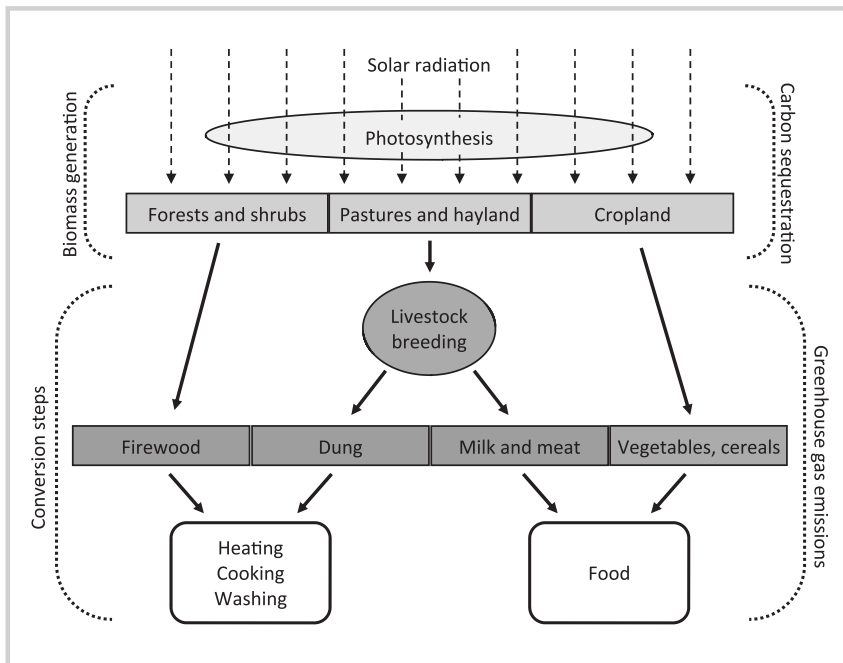 Solar radiation
Photosynthesis
Biomass generation
Carbon sequestration
Forests and shrubs
Pastures and hayland
Cropland
Livestock
breeding
Conversion steps
Greenhouse gas emissions
Firewood
Dung
Milk and meat
Vegetables, cereals
Heating
Cooking
Washing
Food